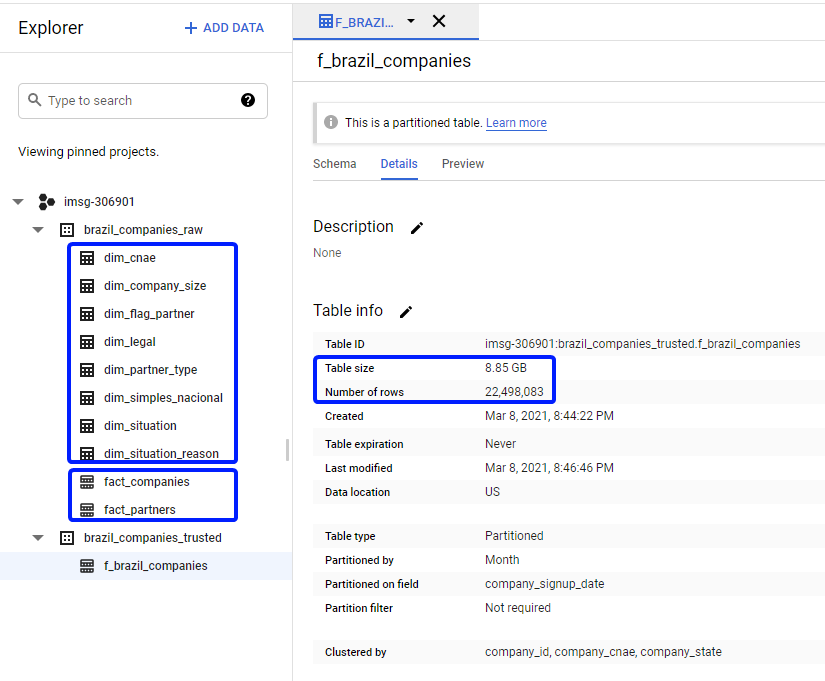 Explorer
+ ADD DATA
Type to search
Viewing pinned projects.
imsg-306901
brazil_companies_raw
dim_cnae
dim_company_size
dim_flag_partner
dim_legal
dim_partner_type
dim_simples_nacional
dim_situation
dim_situation_reason
fact_companies
fact_partners
brazil_companies_trusted
f_brazil_companies
F_BRAZI...
f_brazil_companies
This is a partitioned table. Learn more
Schema Details Preview
Description
None
Table info
Table ID imsg-306901:brazil_companies_trusted.f_brazil_companies
Table size 8.85 GB
Number of rows 22,498,083
Created Mar 8, 2021, 8:44:22 PM
Table expiration Never
Last modified Mar 8, 2021, 8:46:46 PM
Data location US
Table type Partitioned
Partitioned by Month
Partitioned on field company_signup_date
Partition filter Not required
Clustered by company_id, company_cnae, company_state